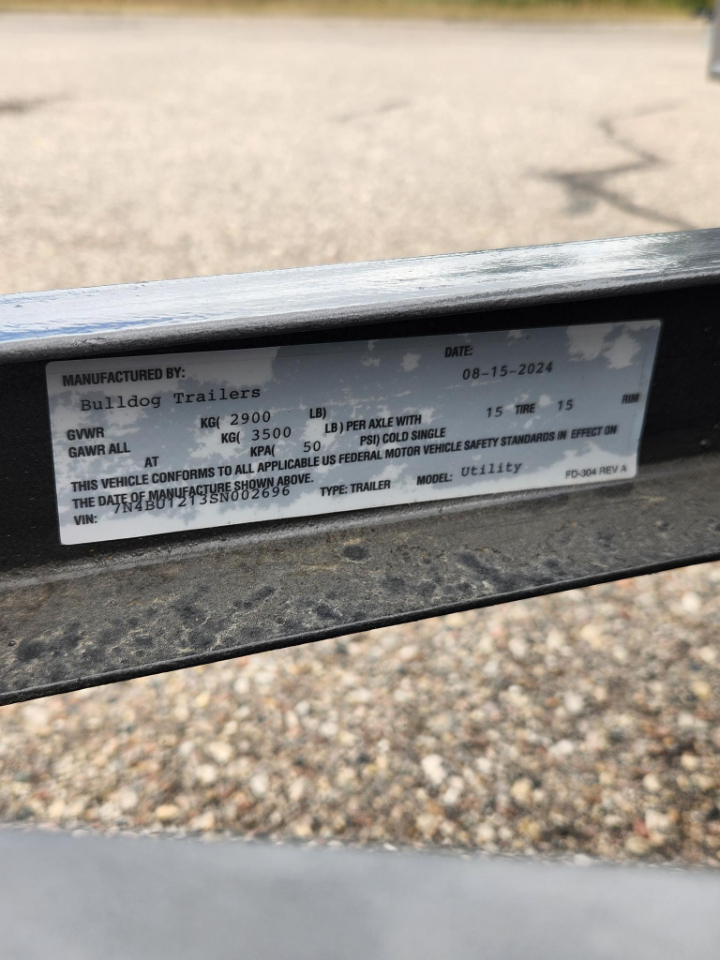 MANUFACTURED BY: DATE:
Bulldog Trailers 08-15-2024
GVWR KG( 2900 LB)
GAWR ALL KG( 3500 LB) PER AXLE WITH 15 TIRE 15 RIM
AT KPA( 50 PSI) COLD SINGLE
THIS VEHICLE CONFORMS TO ALL APPLICABLE US FEDERAL MOTOR VEHICLE SAFETY STANDARDS IN EFFECT ON
THE DATE OF MANUFACTURE SHOWN ABOVE.
VIN: 7N4BU1213SN002696 TYPE: TRAILER MODEL: Utility PD-304 REV A